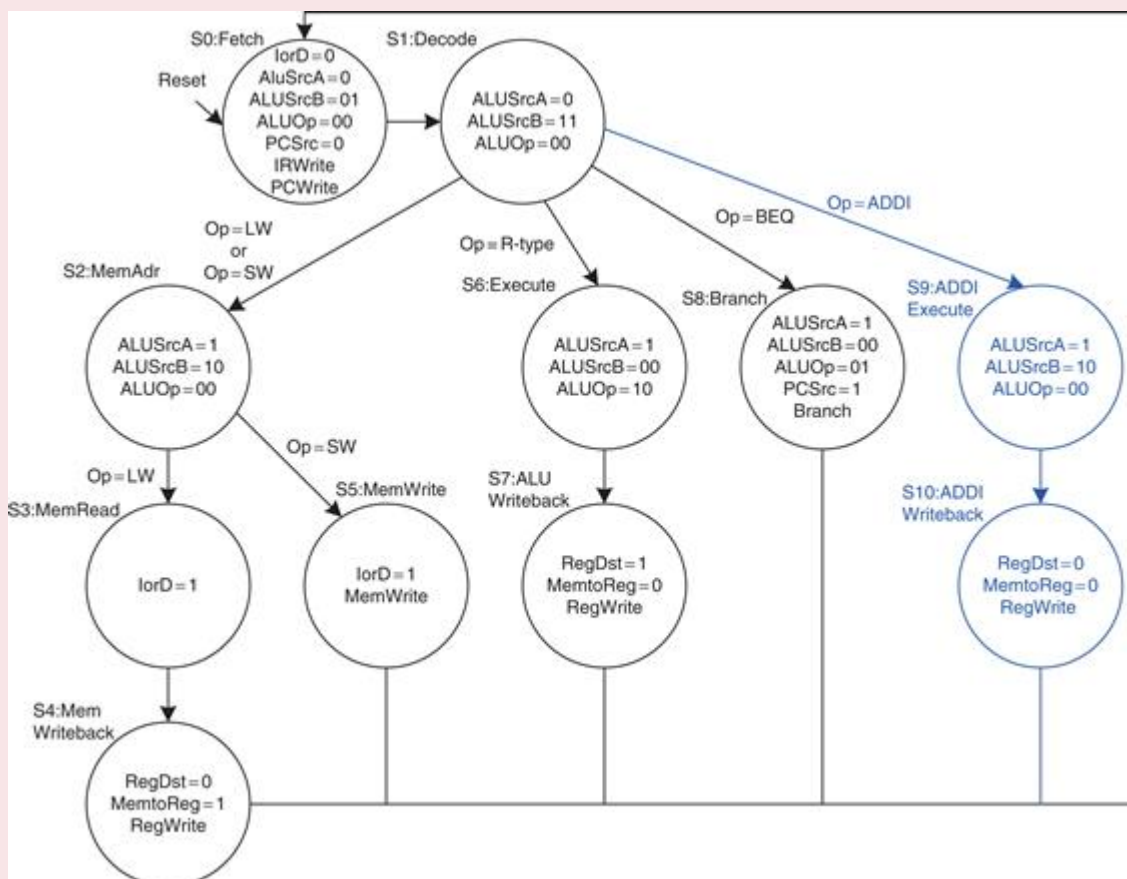 S0:Fetch
S1:Decode
Reset
IorD=0
AluSrcA=0
ALUSrcB=01
ALUOp=00
PCSrc=0
IRWrite
PCWrite
ALUSrcA=0
ALUSrcB=11
ALUOp=00
Op=LW
or
Op=SW
Op=R-type
Op=BEQ
Op=ADDI
S2:MemAdr
S6:Execute
S8:Branch
S9:ADDI
Execute
ALUSrcA=1
ALUSrcB=10
ALUOp=00
ALUSrcA=1
ALUSrcB=00
ALUOp=10
ALUSrcA=1
ALUSrcB=00
ALUOp=01
PCSrc=1
Branch
ALUSrcA=1
ALUSrcB=10
ALUOp=00
Op=LW
Op=SW
S3:MemRead
S5:MemWrite
S7:ALU
Writeback
S10:ADDI
Writeback
IorD=1
IorD=1
MemWrite
RegDst=1
MemtoReg=0
RegWrite
RegDst=0
MemtoReg=0
RegWrite
S4:Mem
Writeback
RegDst=0
MemtoReg=1
RegWrite